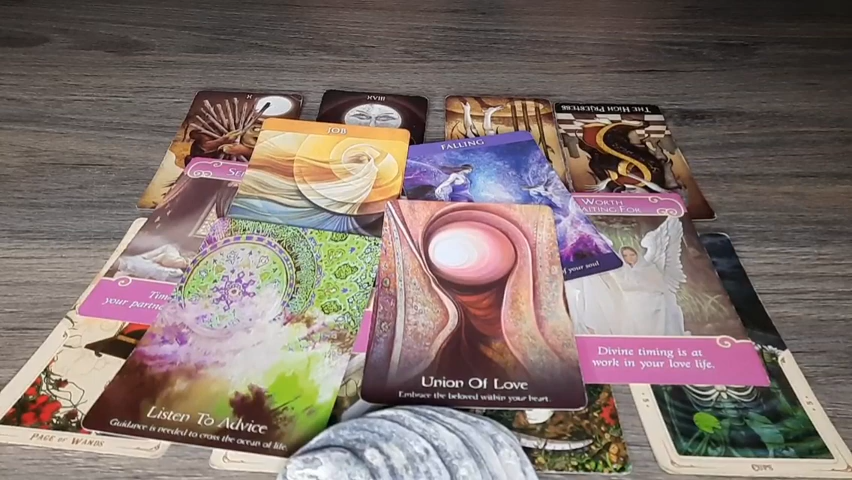 X
XVIII
THE HIGH PRIESTESS
JOB
FALLING
WORTH
WAITING FOR
of your soul
your partne
Divine timing is at
work in your love life.
Union Of Love
Embrace the beloved within your heart.
Listen To Advice
Guidance is needed to cross the ocean of life.
PAGE OF WANDS
CUPS